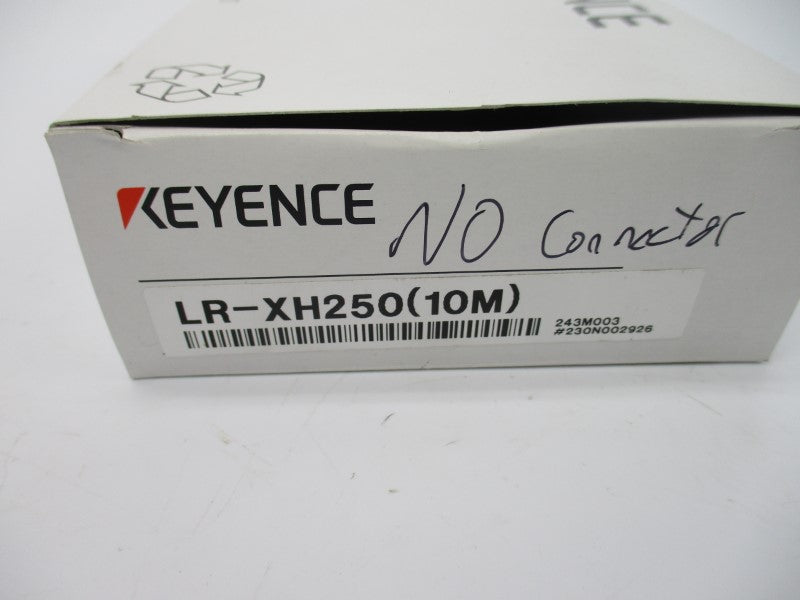 KEYENCE
NO Connector
LR-XH250(10M)
243M003
#230N002926